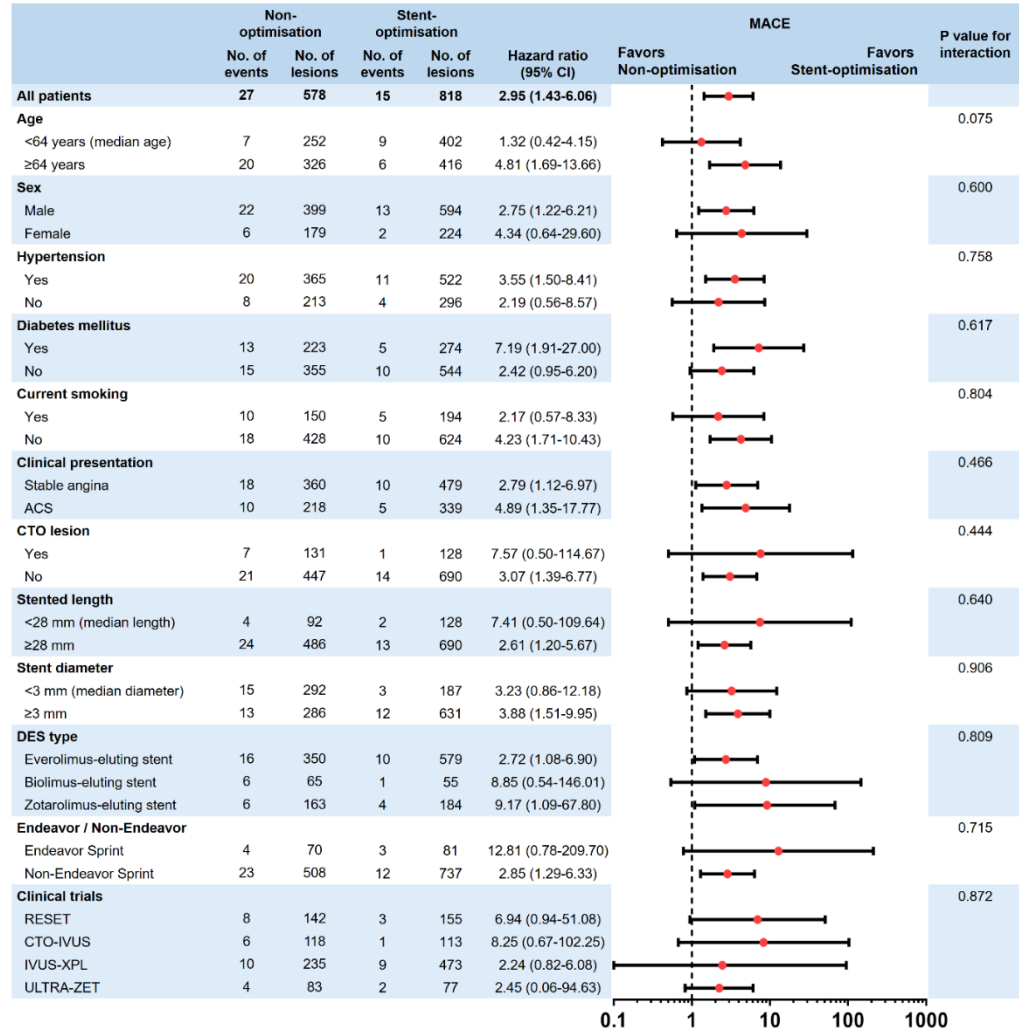 Non-optimisation Stent-optimisation MACE P value for interaction
No. of events No. of lesions No. of events No. of lesions Hazard ratio (95% CI) Favors Non-optimisation Favors Stent-optimisation
All patients 27 578 15 818 2.95 (1.43-6.06)
Age 0.075
<64 years (median age) 7 252 9 402 1.32 (0.42-4.15)
≥64 years 20 326 6 416 4.81 (1.69-13.66)
Sex 0.600
Male 22 399 13 594 2.75 (1.22-6.21)
Female 6 179 2 224 4.34 (0.64-29.60)
Hypertension 0.758
Yes 20 365 11 522 3.55 (1.50-8.41)
No 8 213 4 296 2.19 (0.56-8.57)
Diabetes mellitus 0.617
Yes 13 223 5 274 7.19 (1.91-27.00)
No 15 355 10 544 2.42 (0.95-6.20)
Current smoking 0.804
Yes 10 150 5 194 2.17 (0.57-8.33)
No 18 428 10 624 4.23 (1.71-10.43)
Clinical presentation 0.466
Stable angina 18 360 10 479 2.79 (1.12-6.97)
ACS 10 218 5 339 4.89 (1.35-17.77)
CTO lesion 0.444
Yes 7 131 1 128 7.57 (0.50-114.67)
No 21 447 14 690 3.07 (1.39-6.77)
Stented length 0.640
<28 mm (median length) 4 92 2 128 7.41 (0.50-109.64)
≥28 mm 24 486 13 690 2.61 (1.20-5.67)
Stent diameter 0.906
<3 mm (median diameter) 15 292 3 187 3.23 (0.86-12.18)
≥3 mm 13 286 12 631 3.88 (1.51-9.95)
DES type 0.809
Everolimus-eluting stent 16 350 10 579 2.72 (1.08-6.90)
Biolimus-eluting stent 6 65 1 55 8.85 (0.54-146.01)
Zotarolimus-eluting stent 6 163 4 184 9.17 (1.09-67.80)
Endeavor / Non-Endeavor 0.715
Endeavor Sprint 4 70 3 81 12.81 (0.78-209.70)
Non-Endeavor Sprint 23 508 12 737 2.85 (1.29-6.33)
Clinical trials 0.872
RESET 8 142 3 155 6.94 (0.94-51.08)
CTO-IVUS 6 118 1 113 8.25 (0.67-102.25)
IVUS-XPL 10 235 9 473 2.24 (0.82-6.08)
ULTRA-ZET 4 83 2 77 2.45 (0.06-94.63)
0.1 1 10 100 1000